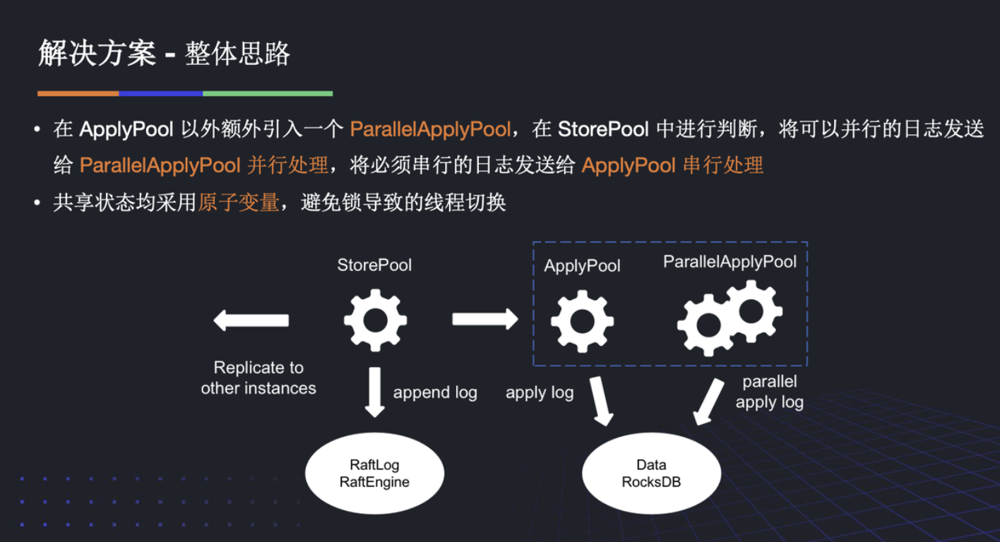 解决方案 - 整体思路
• 在 ApplyPool 以外额外引入一个 ParallelApplyPool，在 StorePool 中进行判断，将可以并行的日志发送
给 ParallelApplyPool 并行处理，将必须串行的日志发送给 ApplyPool 串行处理
• 共享状态均采用原子变量，避免锁导致的线程切换
StorePool
ApplyPool
ParallelApplyPool
Replicate to
other instances
append log
apply log
parallel
apply log
RaftLog
RaftEngine
Data
RocksDB